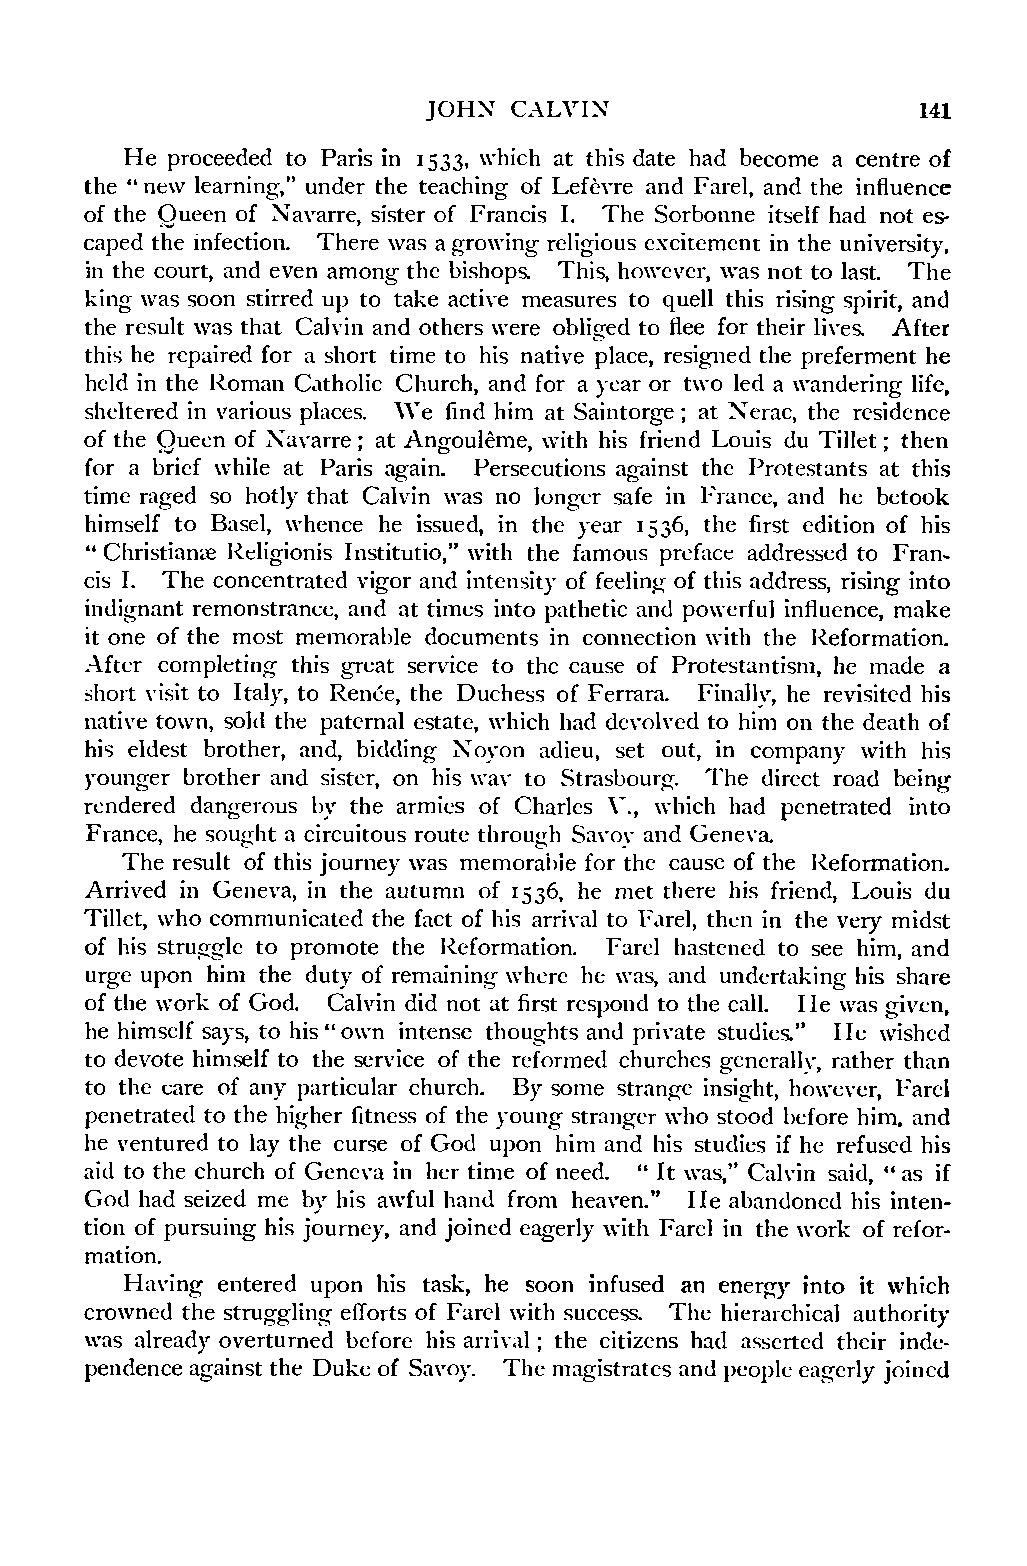 JOHN CALVIN 141
He proceeded to Paris in 1533, which at this date had become a centre of
the “new learning,” under the teaching of Lefèvre and Farel, and the influence
of the Queen of Navarre, sister of Francis I. The Sorbonne itself had not es-
caped the infection. There was a growing religious excitement in the university,
in the court, and even among the bishops. This, however, was not to last. The
king was soon stirred up to take active measures to quell this rising spirit, and
the result was that Calvin and others were obliged to flee for their lives. After
this he repaired for a short time to his native place, resigned the preferment he
held in the Roman Catholic Church, and for a year or two led a wandering life,
sheltered in various places. We find him at Saintorge; at Nerac, the residence
of the Queen of Navarre; at Angoulême, with his friend Louis du Tillet; then
for a brief while at Paris again. Persecutions against the Protestants at this
time raged so hotly that Calvin was no longer safe in France, and he betook
himself to Basel, whence he issued, in the year 1536, the first edition of his
“Christianæ Religionis Institutio,” with the famous preface addressed to Fran-
cis I. The concentrated vigor and intensity of feeling of this address, rising into
indignant remonstrance, and at times into pathetic and powerful influence, make
it one of the most memorable documents in connection with the Reformation.
After completing this great service to the cause of Protestantism, he made a
short visit to Italy, to Renée, the Duchess of Ferrara. Finally, he revisited his
native town, sold the paternal estate, which had devolved to him on the death of
his eldest brother, and, bidding Noyon adieu, set out, in company with his
younger brother and sister, on his way to Strasbourg. The direct road being
rendered dangerous by the armies of Charles V., which had penetrated into
France, he sought a circuitous route through Savoy and Geneva.
The result of this journey was memorable for the cause of the Reformation.
Arrived in Geneva, in the autumn of 1536, he met there his friend, Louis du
Tillet, who communicated the fact of his arrival to Farel, then in the very midst
of his struggle to promote the Reformation. Farel hastened to see him, and
urge upon him the duty of remaining where he was, and undertaking his share
of the work of God. Calvin did not at first respond to the call. He was given,
he himself says, to his “own intense thoughts and private studies.” He wished
to devote himself to the service of the reformed churches generally, rather than
to the care of any particular church. By some strange insight, however, Farel
penetrated to the higher fitness of the young stranger who stood before him, and
he ventured to lay the curse of God upon him and his studies if he refused his
aid to the church of Geneva in her time of need. “It was,” Calvin said, “as if
God had seized me by his awful hand from heaven.” He abandoned his inten-
tion of pursuing his journey, and joined eagerly with Farel in the work of refor-
mation.
Having entered upon his task, he soon infused an energy into it which
crowned the struggling efforts of Farel with success. The hierarchical authority
was already overturned before his arrival; the citizens had asserted their inde-
pendence against the Duke of Savoy. The magistrates and people eagerly joined